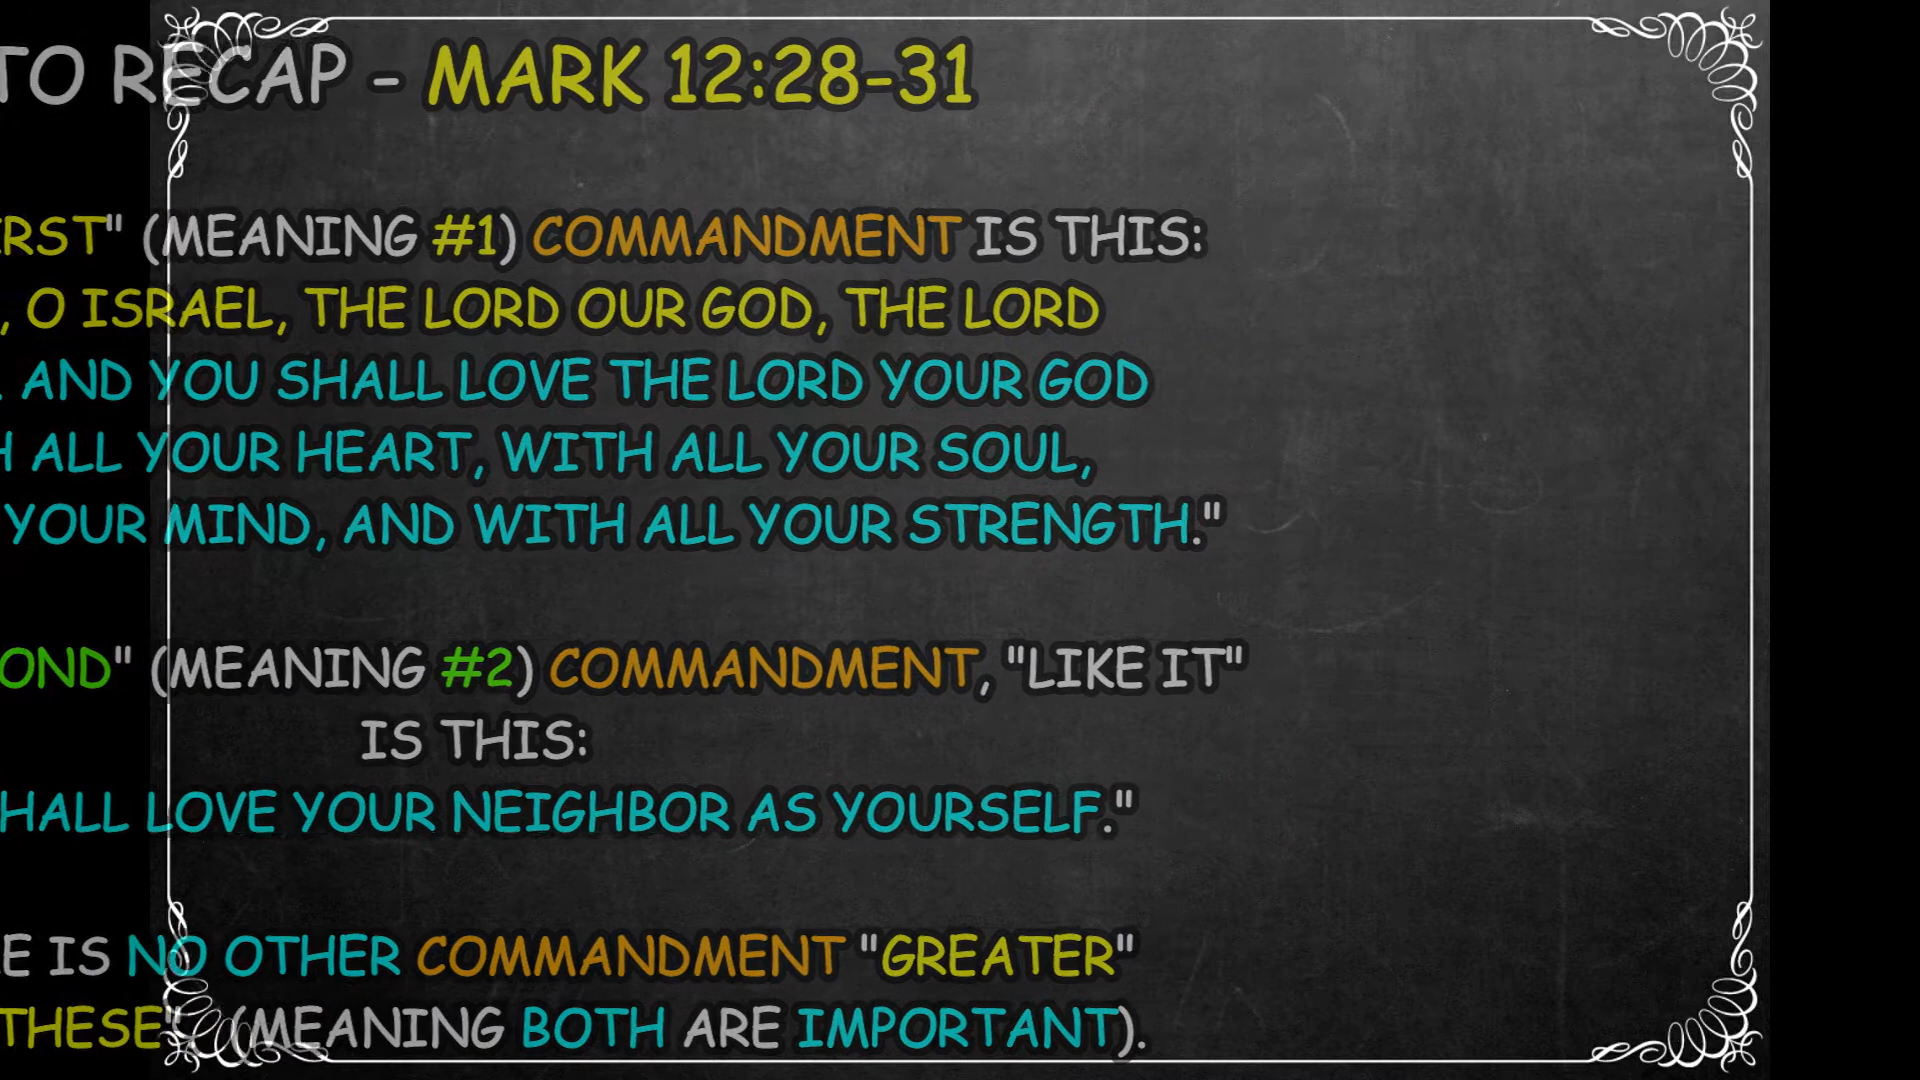 TO RECAP - MARK 12:28-31
RST" (MEANING #1) COMMANDMENT IS THIS:
, O ISRAEL, THE LORD OUR GOD, THE LORD
. AND YOU SHALL LOVE THE LORD YOUR GOD
H ALL YOUR HEART, WITH ALL YOUR SOUL,
YOUR MIND, AND WITH ALL YOUR STRENGTH."
OND" (MEANING #2) COMMANDMENT, "LIKE IT"
IS THIS:
HALL LOVE YOUR NEIGHBOR AS YOURSELF."
E IS NO OTHER COMMANDMENT "GREATER"
THESE" (MEANING BOTH ARE IMPORTANT).